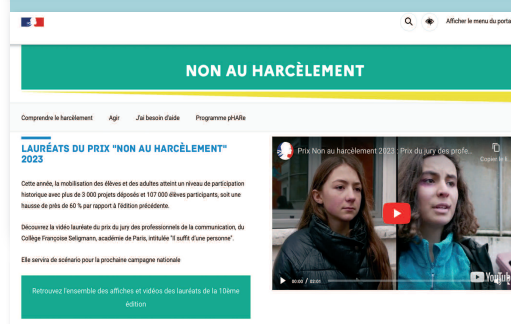 Afficher le menu du porta
NON AU HARCÈLEMENT
Comprendre le harcèlement Agir J'ai besoin d'aide Programme pHARe
LAURÉATS DU PRIX "NON AU HARCÈLEMENT"
2023
Cette année, la mobilisation des élèves et des adultes atteint un niveau de participation
historique avec plus de 3 000 projets déposés et 107 000 élèves participants, soit une
hausse de près de 60 % par rapport à l'édition précédente.
Découvrez la vidéo lauréate du prix du jury des professionnels de la communication, du
Collège Françoise Seligmann, académie de Paris, intitulée "Il suffit d'une personne".
Elle servira de scénario pour la prochaine campagne nationale
Retrouvez l'ensemble des affiches et vidéos des lauréats de la 10ème
édition
Prix Non au harcèlement 2023 : Prix du jury des profe...
Copier le li
0:00 / 2:01
YouTube